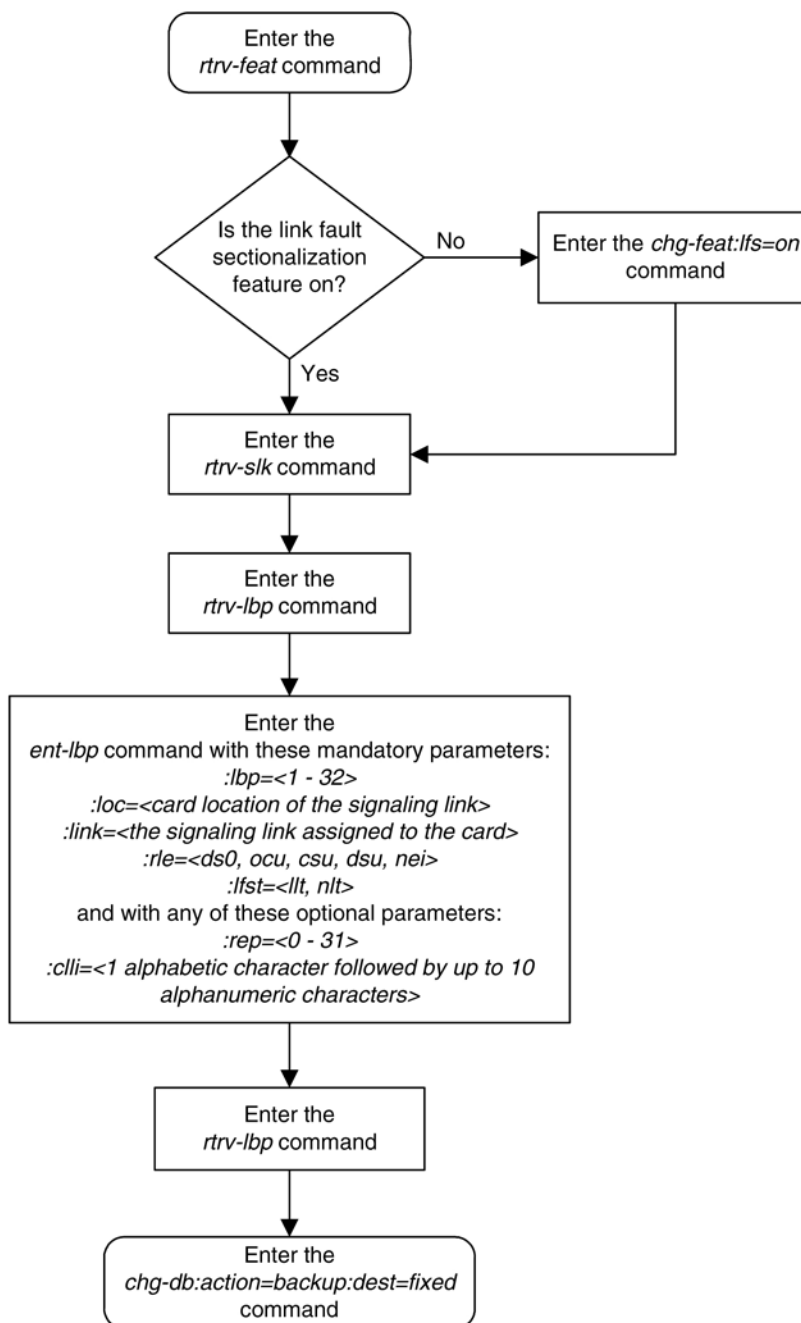 Enter the
rtrv-feat command
Is the link fault
sectionalization
feature on?
No
Enter the chg-feat:lfs=on
command
Yes
Enter the
rtrv-slk command
Enter the
rtrv-lbp command
Enter the
ent-lbp command with these mandatory parameters:
:lbp=<1 - 32>
:loc=<card location of the signaling link>
:link=<the signaling link assigned to the card>
:rle=<ds0, ocu, csu, dsu, nei>
:lfst=<llt, nlt>
and with any of these optional parameters:
:rep=<0 - 31>
:clli=<1 alphabetic character followed by up to 10
alphanumeric characters>
Enter the
rtrv-lbp command
Enter the
chg-db:action=backup:dest=fixed
command